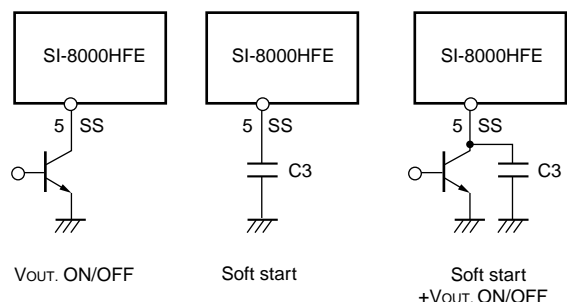 SI-8000HFE
5 SS
VOUT. ON/OFF
SI-8000HFE
5 SS
C3
Soft start
SI-8000HFE
5 SS
C3
Soft start
+VOUT. ON/OFF